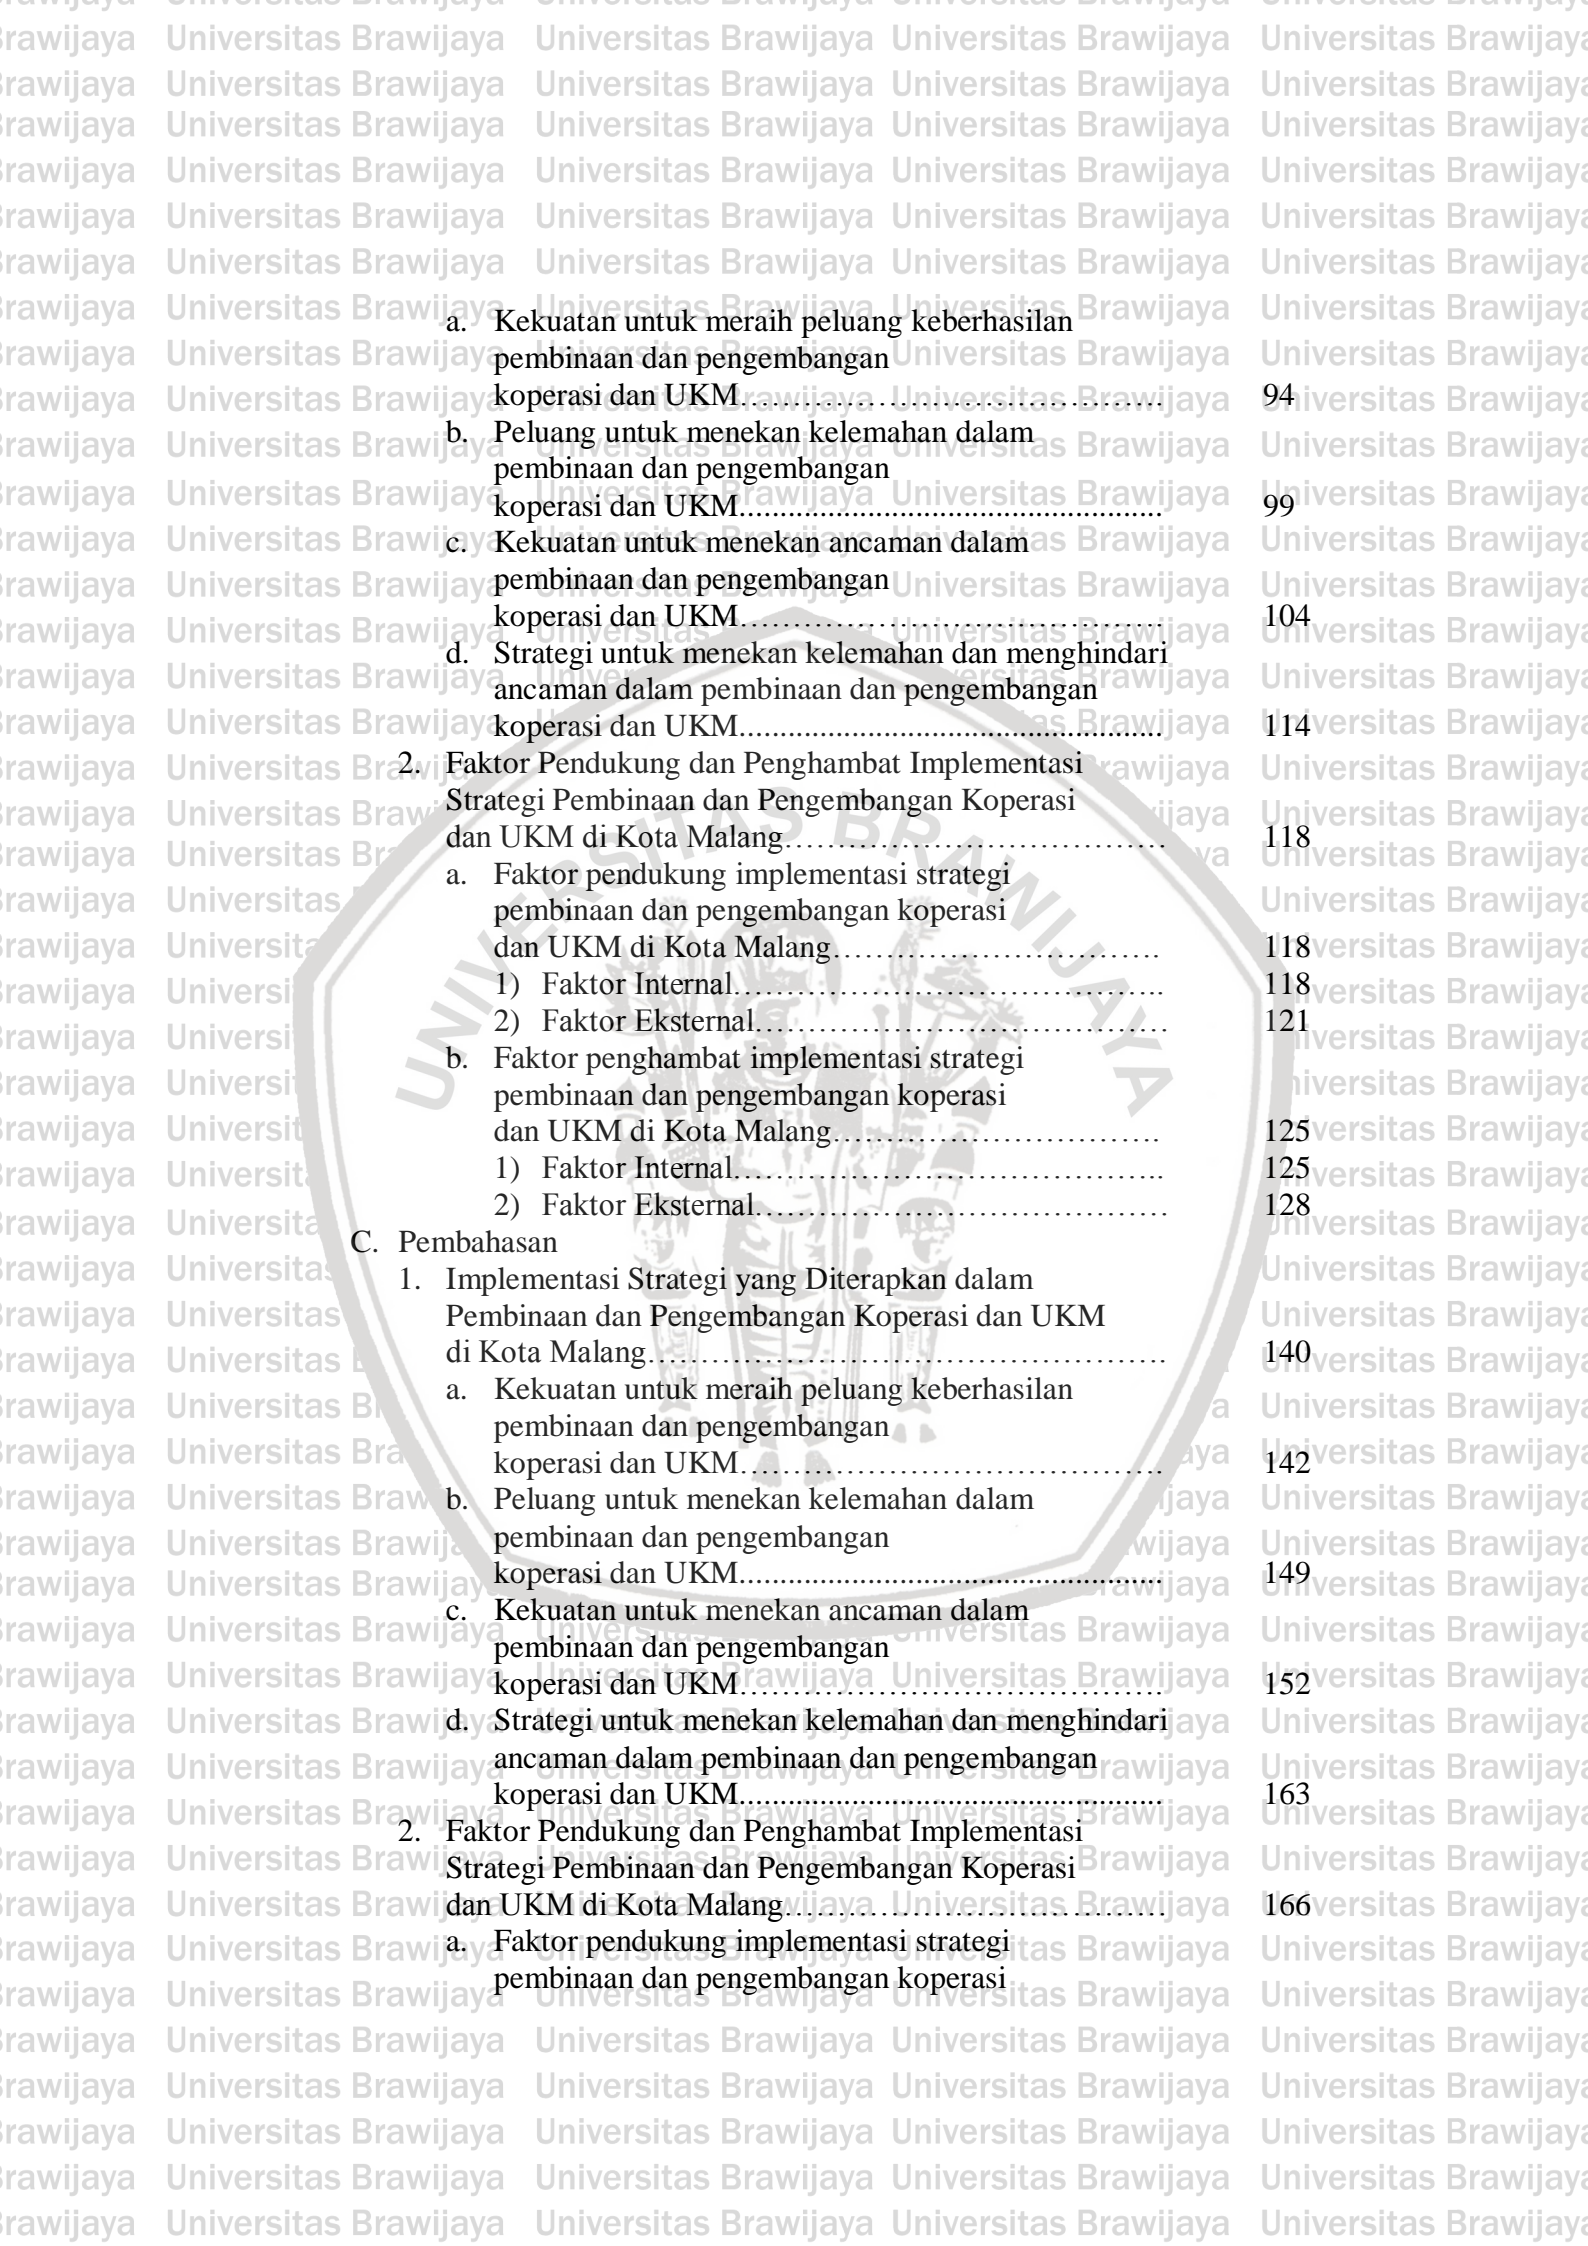 a. Kekuatan untuk meraih peluang keberhasilan
pembinaan dan pengembangan
koperasi dan UKM…………………………………. 94
b. Peluang untuk menekan kelemahan dalam
pembinaan dan pengembangan
koperasi dan UKM.................................................... 99
c. Kekuatan untuk menekan ancaman dalam
pembinaan dan pengembangan
koperasi dan UKM…………………………………. 104
d. Strategi untuk menekan kelemahan dan menghindari
ancaman dalam pembinaan dan pengembangan
koperasi dan UKM.................................................... 114
2. Faktor Pendukung dan Penghambat Implementasi
Strategi Pembinaan dan Pengembangan Koperasi
dan UKM di Kota Malang……………………………… 118
a. Faktor pendukung implementasi strategi
pembinaan dan pengembangan koperasi
dan UKM di Kota Malang…………………………. 118
1) Faktor Internal………………………………….. 118
2) Faktor Eksternal………………………………… 121
b. Faktor penghambat implementasi strategi
pembinaan dan pengembangan koperasi
dan UKM di Kota Malang…………………………. 125
1) Faktor Internal………………………………….. 125
2) Faktor Eksternal………………………………… 128
C. Pembahasan
1. Implementasi Strategi yang Diterapkan dalam
Pembinaan dan Pengembangan Koperasi dan UKM
di Kota Malang…………………………………………. 140
a. Kekuatan untuk meraih peluang keberhasilan
pembinaan dan pengembangan
koperasi dan UKM…………………………………. 142
b. Peluang untuk menekan kelemahan dalam
pembinaan dan pengembangan
koperasi dan UKM.................................................... 149
c. Kekuatan untuk menekan ancaman dalam
pembinaan dan pengembangan
koperasi dan UKM…………………………………. 152
d. Strategi untuk menekan kelemahan dan menghindari
ancaman dalam pembinaan dan pengembangan
koperasi dan UKM.................................................... 163
2. Faktor Pendukung dan Penghambat Implementasi
Strategi Pembinaan dan Pengembangan Koperasi
dan UKM di Kota Malang……………………………… 166
a. Faktor pendukung implementasi strategi
pembinaan dan pengembangan koperasi
UNIVERSITAS BRAWIJAYA